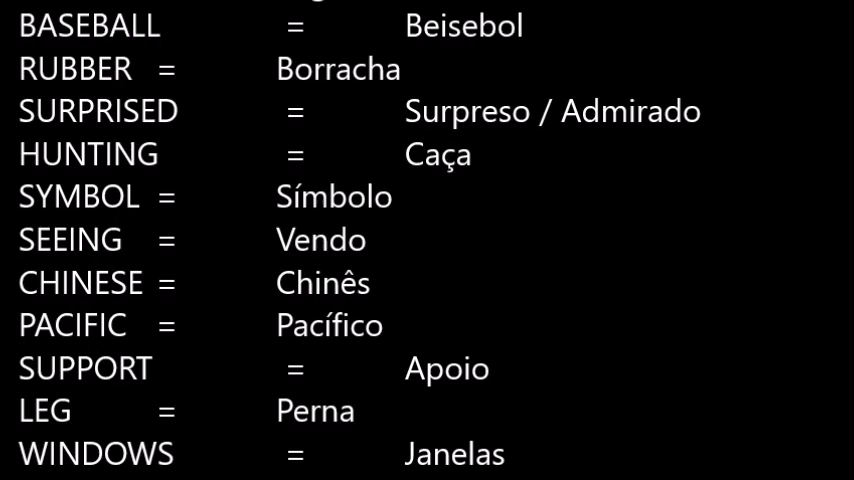 BASEBALL = Beisebol
RUBBER = Borracha
SURPRISED = Surpreso / Admirado
HUNTING = Caça
SYMBOL = Símbolo
SEEING = Vendo
CHINESE = Chinês
PACIFIC = Pacífico
SUPPORT = Apoio
LEG = Perna
WINDOWS = Janelas